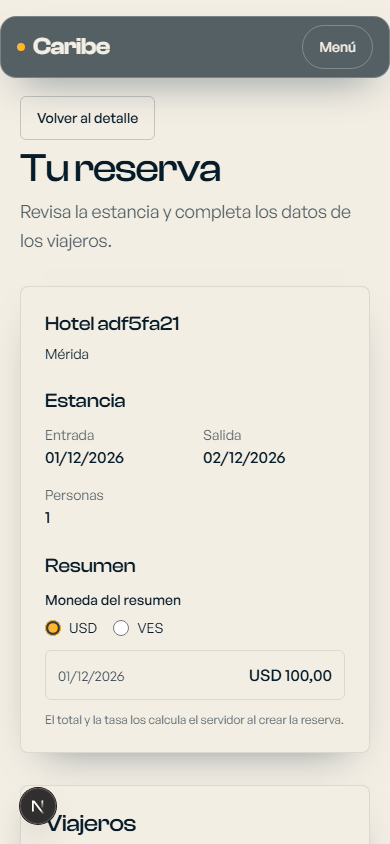 Caribe
Menú
Volver al detalle
Tu reserva
Revisa la estancia y completa los datos de
los viajeros.
Hotel adf5fa21
Mérida
Estancia
Entrada
Salida
01/12/2026
02/12/2026
Personas
1
Resumen
Moneda del resumen
USD
VES
01/12/2026
USD 100,00
El total y la tasa los calcula el servidor al crear la reserva.
N
Viajeros